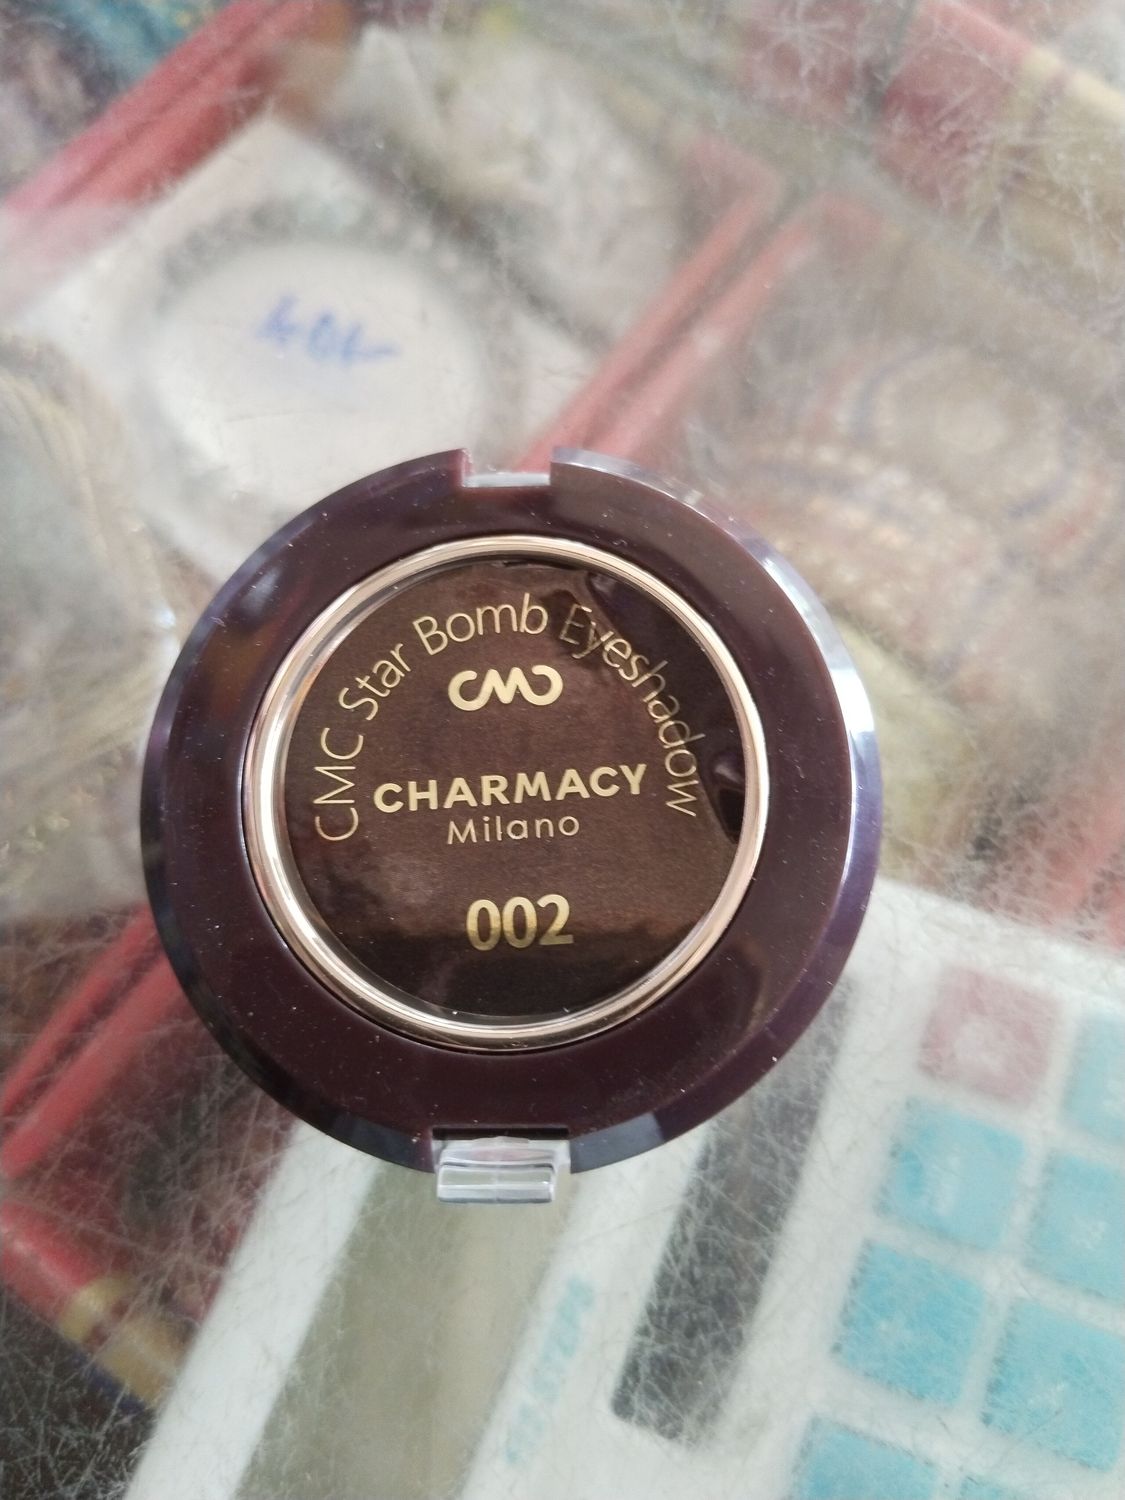 CMC Star Bomb Eyeshadow
CMC
CHARMACY
Milano
002